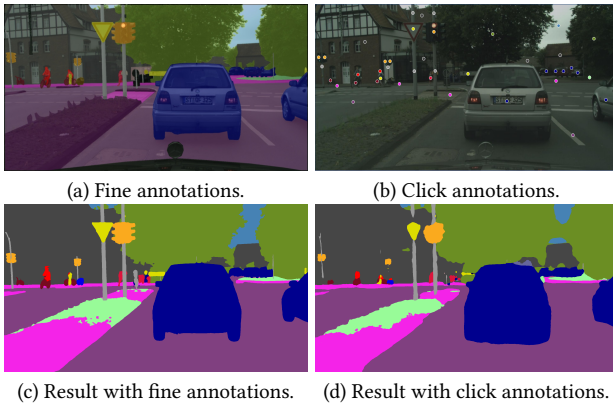 (a) Fine annotations.
(b) Click annotations.
(c) Result with fine annotations.
(d) Result with click annotations.